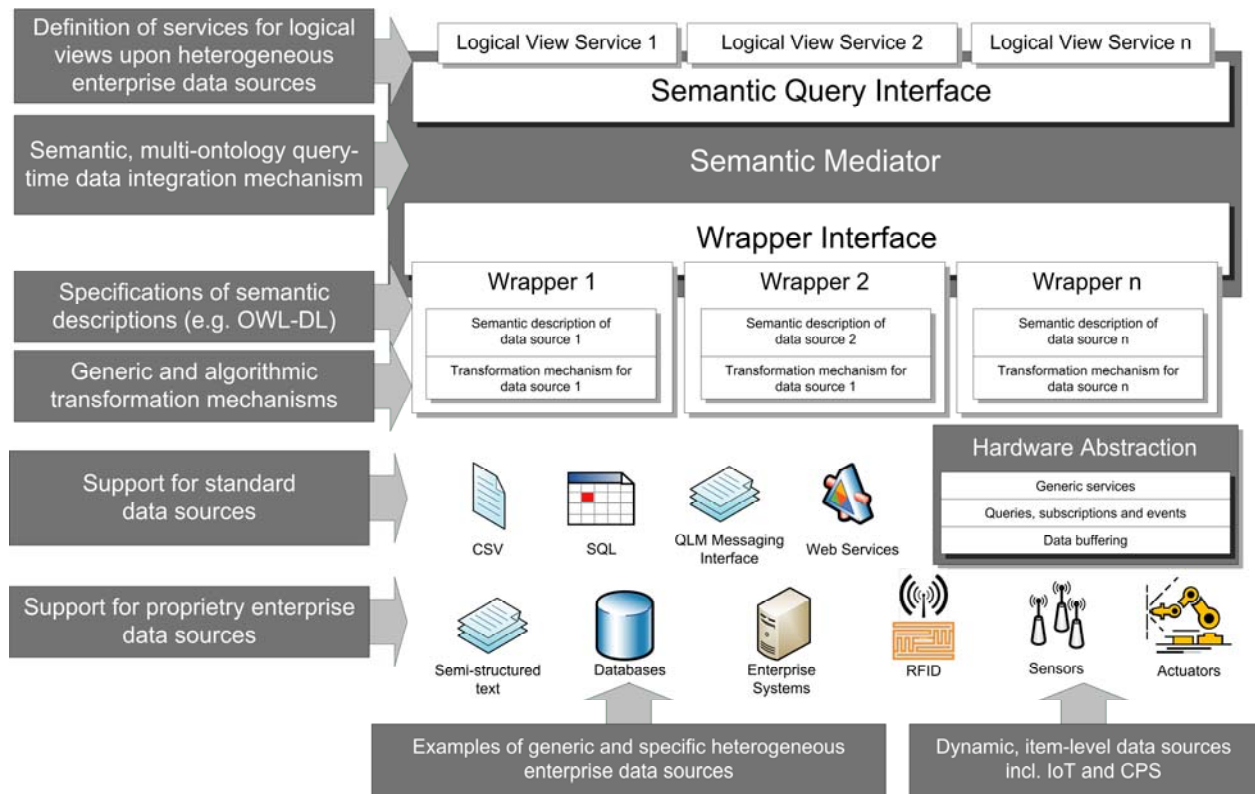 Definition of services for logical
views upon heterogeneous
enterprise data sources
Logical View Service 1
Logical View Service 2
Logical View Service n
Semantic Query Interface
Semantic, multi-ontology query-
time data integration mechanism
Semantic Mediator
Wrapper Interface
Specifications of semantic
descriptions (e.g. OWL-DL)
Generic and algorithmic
transformation mechanisms
Wrapper 1
Semantic description of
data source 1
Transformation mechanism for
data source 1
Wrapper 2
Semantic description of
data source 2
Transformation mechanism for
data source 1
Wrapper n
Semantic description of
data source n
Transformation mechanism for
data source n
Support for standard
data sources
CSV
SQL
QLM Messaging
Interface
Web Services
Hardware Abstraction
Generic services
Queries, subscriptions and events
Data buffering
Support for proprietry enterprise
data sources
Semi-structured
text
Databases
Enterprise
Systems
RFID
Sensors
Actuators
Examples of generic and specific heterogeneous
enterprise data sources
Dynamic, item-level data sources
incl. IoT and CPS